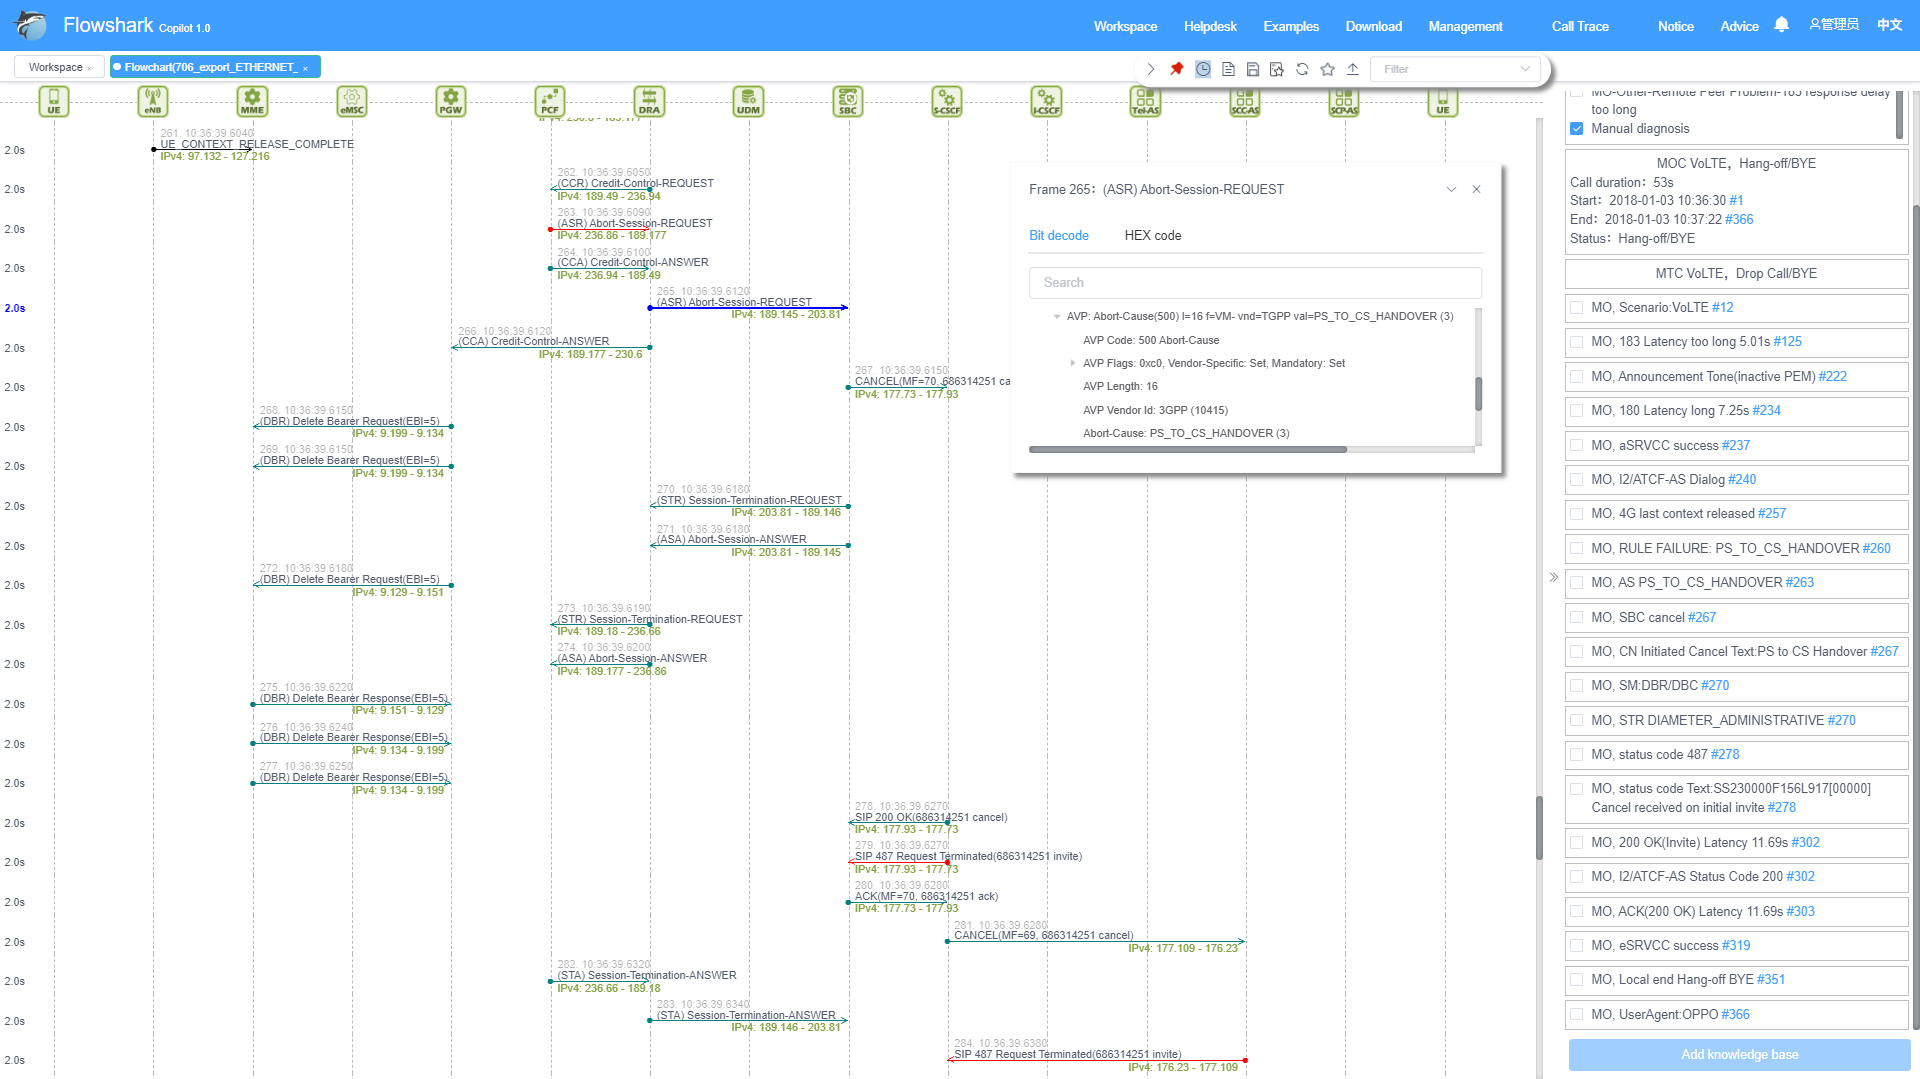 Flowshark Copilot 1.0
Workspace Helpdesk Examples Download Management Call Trace Notice Advice 管理员 中文
Workspace × Flowchart(706_export_ETHERNET_ ×
Filter
UE eNB MME eMSC PGW PCF DRA UDM SBC S-CSCF I-CSCF Tel-AS SCC-AS SCP-AS UE
261. 10:36:39.6040
2.0s UE_CONTEXT_RELEASE_COMPLETE
IPv4: 97.132 - 127.216
262. 10:36:39.6050
2.0s (CCR) Credit-Control-REQUEST
IPv4: 189.49 - 236.94
263. 10:36:39.6090
2.0s (ASR) Abort-Session-REQUEST
IPv4: 236.86 - 189.177
264. 10:36:39.6100
2.0s (CCA) Credit-Control-ANSWER
IPv4: 236.94 - 189.49
265. 10:36:39.6120
2.0s (ASR) Abort-Session-REQUEST
IPv4: 189.145 - 203.81
266. 10:36:39.6120
2.0s (CCA) Credit-Control-ANSWER
IPv4: 189.177 - 230.6
267. 10:36:39.6150
2.0s CANCEL(MF=70, 686314251 ca
IPv4: 177.73 - 177.93
268. 10:36:39.6150
2.0s (DBR) Delete Bearer Request(EBI=5)
IPv4: 9.199 - 9.134
269. 10:36:39.6150
2.0s (DBR) Delete Bearer Request(EBI=5)
IPv4: 9.199 - 9.134
270. 10:36:39.6180
2.0s (STR) Session-Termination-REQUEST
IPv4: 203.81 - 189.146
271. 10:36:39.6180
2.0s (ASA) Abort-Session-ANSWER
IPv4: 203.81 - 189.145
272. 10:36:39.6180
2.0s (DBR) Delete Bearer Request(EBI=5)
IPv4: 9.129 - 9.151
273. 10:36:39.6190
2.0s (STR) Session-Termination-REQUEST
IPv4: 189.18 - 236.66
274. 10:36:39.6200
2.0s (ASA) Abort-Session-ANSWER
IPv4: 189.177 - 236.86
275. 10:36:39.6220
2.0s (DBR) Delete Bearer Response(EBI=5)
IPv4: 9.151 - 9.129
276. 10:36:39.6240
2.0s (DBR) Delete Bearer Response(EBI=5)
IPv4: 9.134 - 9.199
277. 10:36:39.6250
2.0s (DBR) Delete Bearer Response(EBI=5)
IPv4: 9.134 - 9.199
278. 10:36:39.6270
2.0s SIP 200 OK(686314251 cancel)
IPv4: 177.93 - 177.73
279. 10:36:39.6270
2.0s SIP 487 Request Terminated(686314251 invite)
IPv4: 177.93 - 177.73
280. 10:36:39.6280
2.0s ACK(MF=70, 686314251 ack)
IPv4: 177.73 - 177.93
281. 10:36:39.6280
2.0s CANCEL(MF=69, 686314251 cancel)
IPv4: 177.109 - 176.23
282. 10:36:39.6320
2.0s (STA) Session-Termination-ANSWER
IPv4: 236.66 - 189.18
283. 10:36:39.6340
2.0s (STA) Session-Termination-ANSWER
IPv4: 189.146 - 203.81
284. 10:36:39.6380
2.0s SIP 487 Request Terminated(686314251 invite)
IPv4: 176.23 - 177.109
Frame 265：(ASR) Abort-Session-REQUEST
Bit decode HEX code
Search
AVP: Abort-Cause(500) l=16 f=VM- vnd=TGPP val=PS_TO_CS_HANDOVER (3)
AVP Code: 500 Abort-Cause
AVP Flags: 0xc0, Vendor-Specific: Set, Mandatory: Set
AVP Length: 16
AVP Vendor Id: 3GPP (10415)
Abort-Cause: PS_TO_CS_HANDOVER (3)
MO-Other-Remote Peer Problem-183 response delay
too long
Manual diagnosis
MOC VoLTE，Hang-off/BYE
Call duration：53s
Start：2018-01-03 10:36:30 #1
End：2018-01-03 10:37:22 #366
Status：Hang-off/BYE
MTC VoLTE，Drop Call/BYE
MO, Scenario:VoLTE #12
MO, 183 Latency too long 5.01s #125
MO, Announcement Tone(inactive PEM) #222
MO, 180 Latency long 7.25s #234
MO, aSRVCC success #237
MO, I2/ATCF-AS Dialog #240
MO, 4G last context released #257
MO, RULE FAILURE: PS_TO_CS_HANDOVER #260
MO, AS PS_TO_CS_HANDOVER #263
MO, SBC cancel #267
MO, CN Initiated Cancel Text:PS to CS Handover #267
MO, SM:DBR/DBC #270
MO, STR DIAMETER_ADMINISTRATIVE #270
MO, status code 487 #278
MO, status code Text:SS230000F156L917[00000]
Cancel received on initial invite #278
MO, 200 OK(Invite) Latency 11.69s #302
MO, I2/ATCF-AS Status Code 200 #302
MO, ACK(200 OK) Latency 11.69s #303
MO, eSRVCC success #319
MO, Local end Hang-off BYE #351
MO, UserAgent:OPPO #366
Add knowledge base